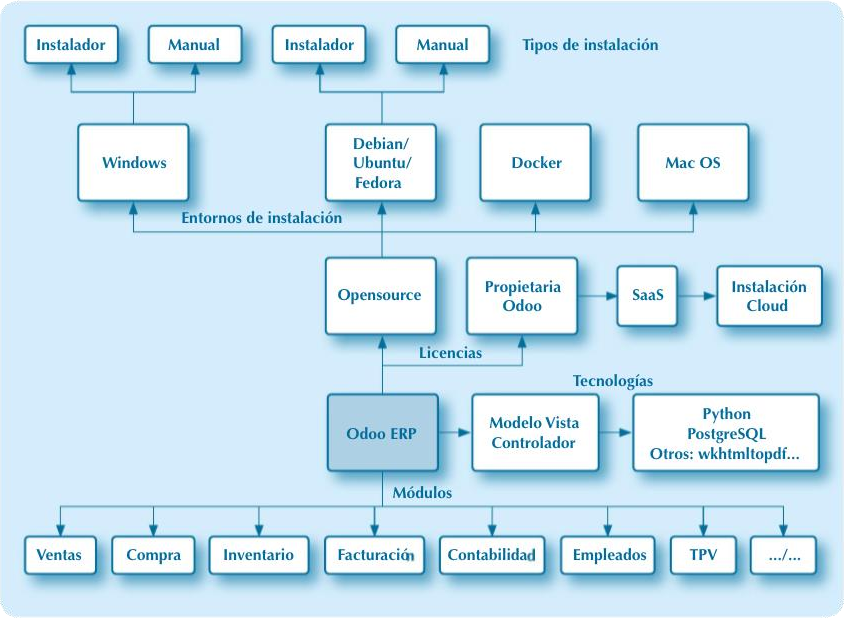 Instalador
Manual
Instalador
Manual
Tipos de instalación
Windows
Debian/
Ubuntu/
Fedora
Docker
Mac OS
Entornos de instalación
Opensource
Propietaria
Odoo
SaaS
Instalación
Cloud
Licencias
Tecnologías
Odoo ERP
Modelo Vista
Controlador
Python
PostgreSQL
Otros: wkhtmltopdf...
Módulos
Ventas
Compra
Inventario
Facturación
Contabilidad
Empleados
TPV
.../...